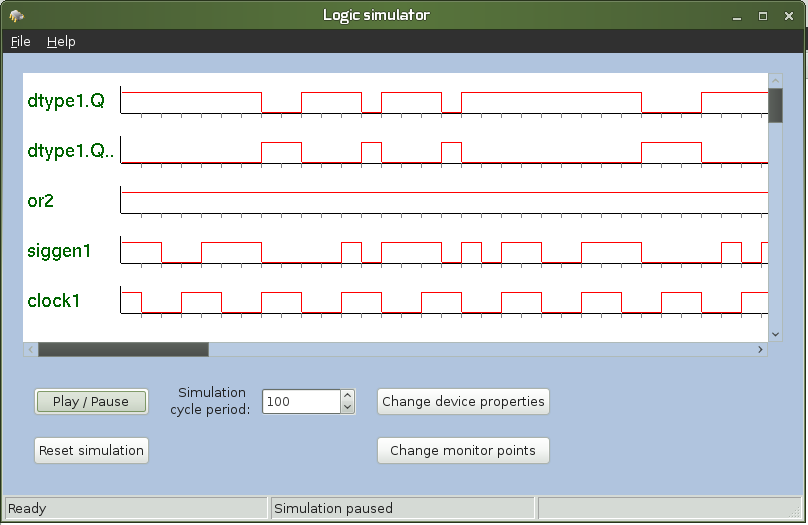 Logic simulator
File Help
dtype1.Q
dtype1.Q..
or2
siggen1
clock1
Play / Pause
Simulation
cycle period:
100
Change device properties
Reset simulation
Change monitor points
Ready
Simulation paused